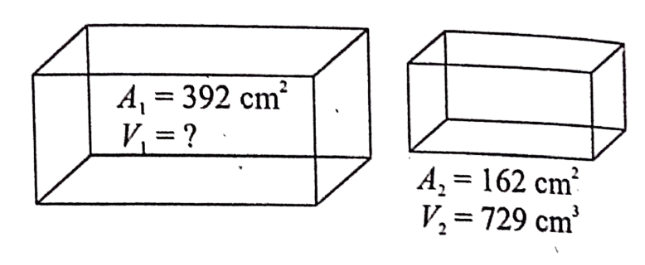 A₁ = 392 cm²
V₁ = ?
A₂ = 162 cm²
V₂ = 729 cm³